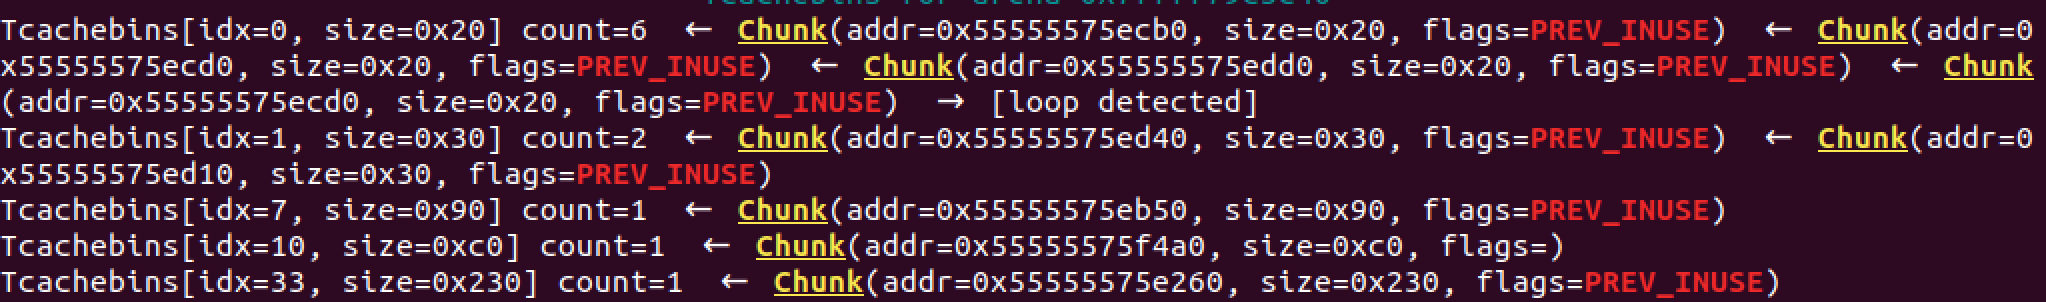 Tcachebins[idx=0, size=0x20] count=6  ←  Chunk(addr=0x55555575ecb0, size=0x20, flags=PREV_INUSE)  ←  Chunk(addr=0
x55555575ecd0, size=0x20, flags=PREV_INUSE)  ←  Chunk(addr=0x55555575edd0, size=0x20, flags=PREV_INUSE)  ←  Chunk
(addr=0x55555575ecd0, size=0x20, flags=PREV_INUSE)  →  [loop detected]
Tcachebins[idx=1, size=0x30] count=2  ←  Chunk(addr=0x55555575ed40, size=0x30, flags=PREV_INUSE)  ←  Chunk(addr=0
x55555575ed10, size=0x30, flags=PREV_INUSE)
Tcachebins[idx=7, size=0x90] count=1  ←  Chunk(addr=0x55555575eb50, size=0x90, flags=PREV_INUSE)
Tcachebins[idx=10, size=0xc0] count=1  ←  Chunk(addr=0x55555575f4a0, size=0xc0, flags=)
Tcachebins[idx=33, size=0x230] count=1  ←  Chunk(addr=0x55555575e260, size=0x230, flags=PREV_INUSE)